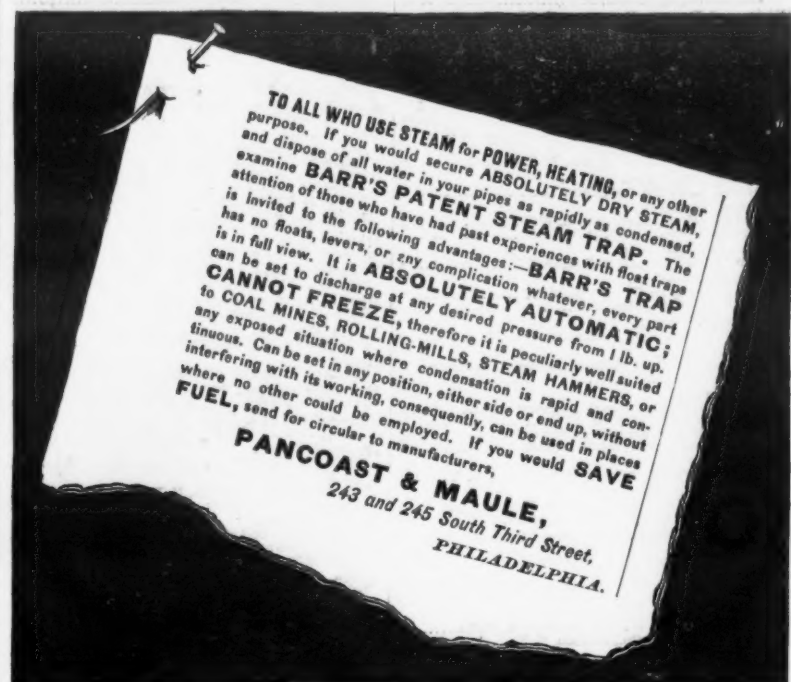 TO ALL WHO USE STEAM for POWER, HEATING, or any other
purpose. If you would secure ABSOLUTELY DRY STEAM,
and dispose of all water in your pipes as rapidly as condensed,
examine BARR'S PATENT STEAM TRAP. The
attention of those who have had past experiences with float traps
is invited to the following advantages:—BARR'S TRAP
has no floats, levers, or any complication whatever, every part
is in full view. It is ABSOLUTELY AUTOMATIC;
can be set to discharge at any desired pressure from 1 lb. up.
CANNOT FREEZE, therefore it is peculiarly well suited
to COAL MINES, ROLLING-MILLS, STEAM HAMMERS, or
any exposed situation where condensation is rapid and con-
tinuous. Can be set in any position, either side or end up, without
interfering with its working, consequently, can be used in places
where no other could be employed. If you would SAVE
FUEL, send for circular to manufacturers,
PANCOAST & MAULE,
243 and 245 South Third Street,
PHILADELPHIA.